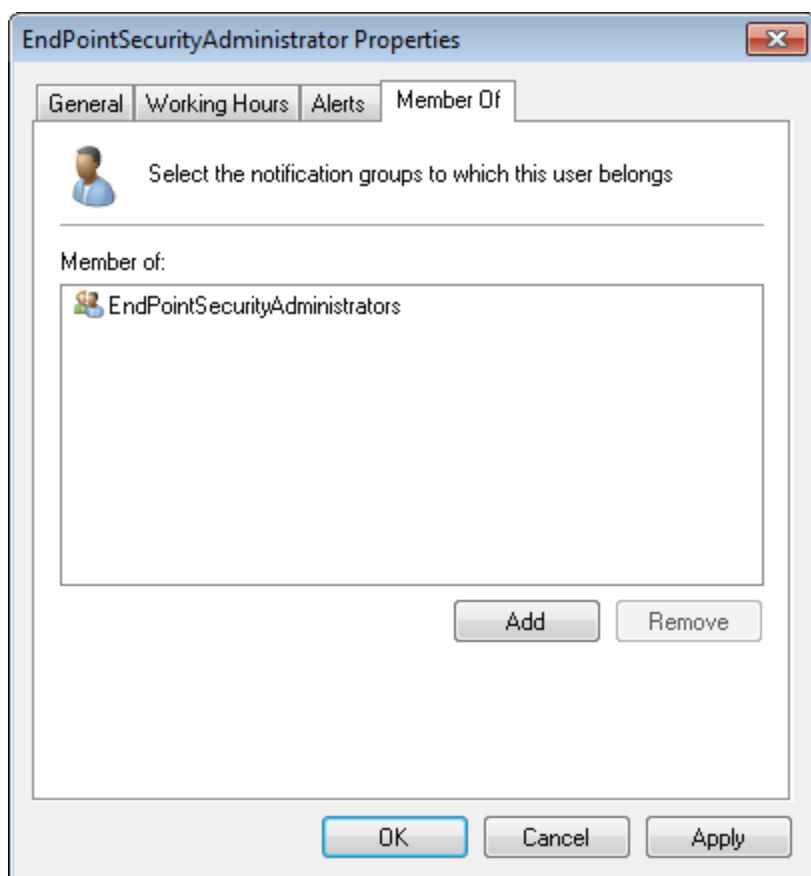 EndPointSecurityAdministrator Properties
General Working Hours Alerts Member Of
Select the notification groups to which this user belongs
Member of:
EndPointSecurityAdministrators
Add Remove
OK Cancel Apply